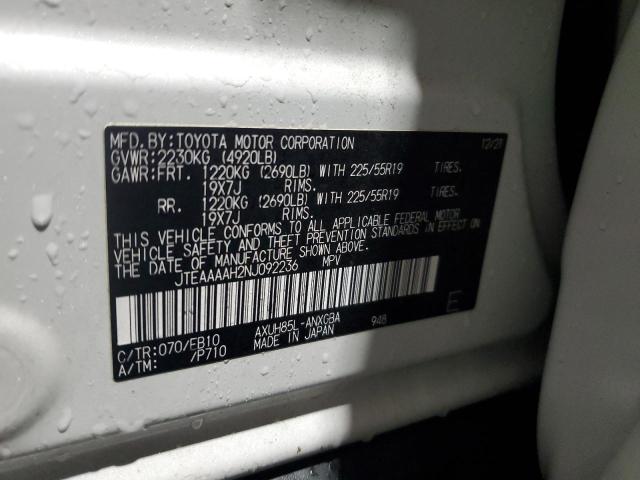 MFD. BY: TOYOTA MOTOR CORPORATION 12/21
GVWR: 2230KG (4920LB)
GAWR: FRT. 1220KG (2690LB) WITH 225/55R19 TIRES.
19X7J RIMS.
RR. 1220KG (2690LB) WITH 225/55R19 TIRES.
19X7J RIMS.
THIS VEHICLE CONFORMS TO ALL APPLICABLE FEDERAL MOTOR
VEHICLE SAFETY AND THEFT PREVENTION STANDARDS IN EFFECT ON
THE DATE OF MANUFACTURE SHOWN ABOVE.
JTEAAAAH2NJ092236 MPV
E
C/TR: 070/EB10 AXUH85L-ANXGBA 948
A/TM: /P710 MADE IN JAPAN